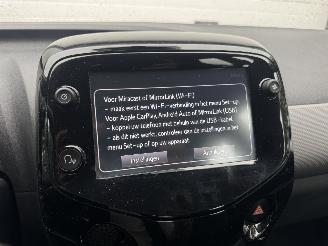 Voor Miracast of MirrorLink (Wi-Fi)
- maak eerst een Wi-Fi-verbinding in het menu Set-up
Voor Apple CarPlay, Android Auto of MirrorLink (USB)
- koppel uw telefoon met behulp van de USB-kabel.
- als dit niet werkt, controleer dan de instellingen in het
menu Set-up of op uw apparaat.
Instellingen